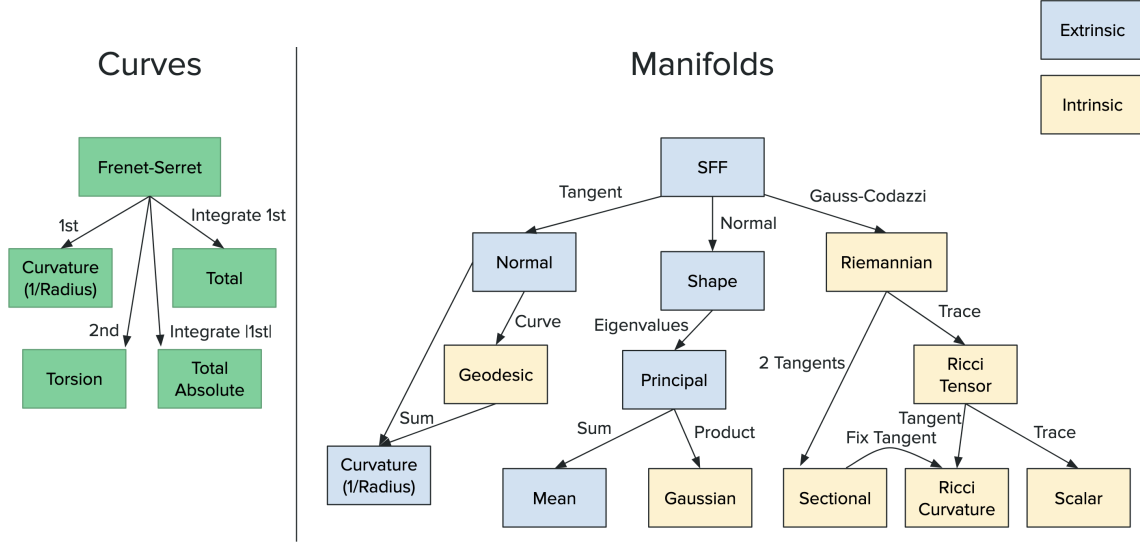 Extrinsic
Curves
Manifolds
Intrinsic
Frenet-Serret
SFF
Tangent
Gauss-Codazzi
Integrate 1st
1st
Normal
Curvature
(1/Radius)
Total
Normal
Shape
Riemannian
2nd
Integrate |1st|
Curve
Eigenvalues
Trace
Torsion
Total
Absolute
Geodesic
Principal
2 Tangents
Ricci
Tensor
Sum
Sum
Product
Fix Tangent
Tangent
Trace
Curvature
(1/Radius)
Mean
Gaussian
Sectional
Ricci
Curvature
Scalar